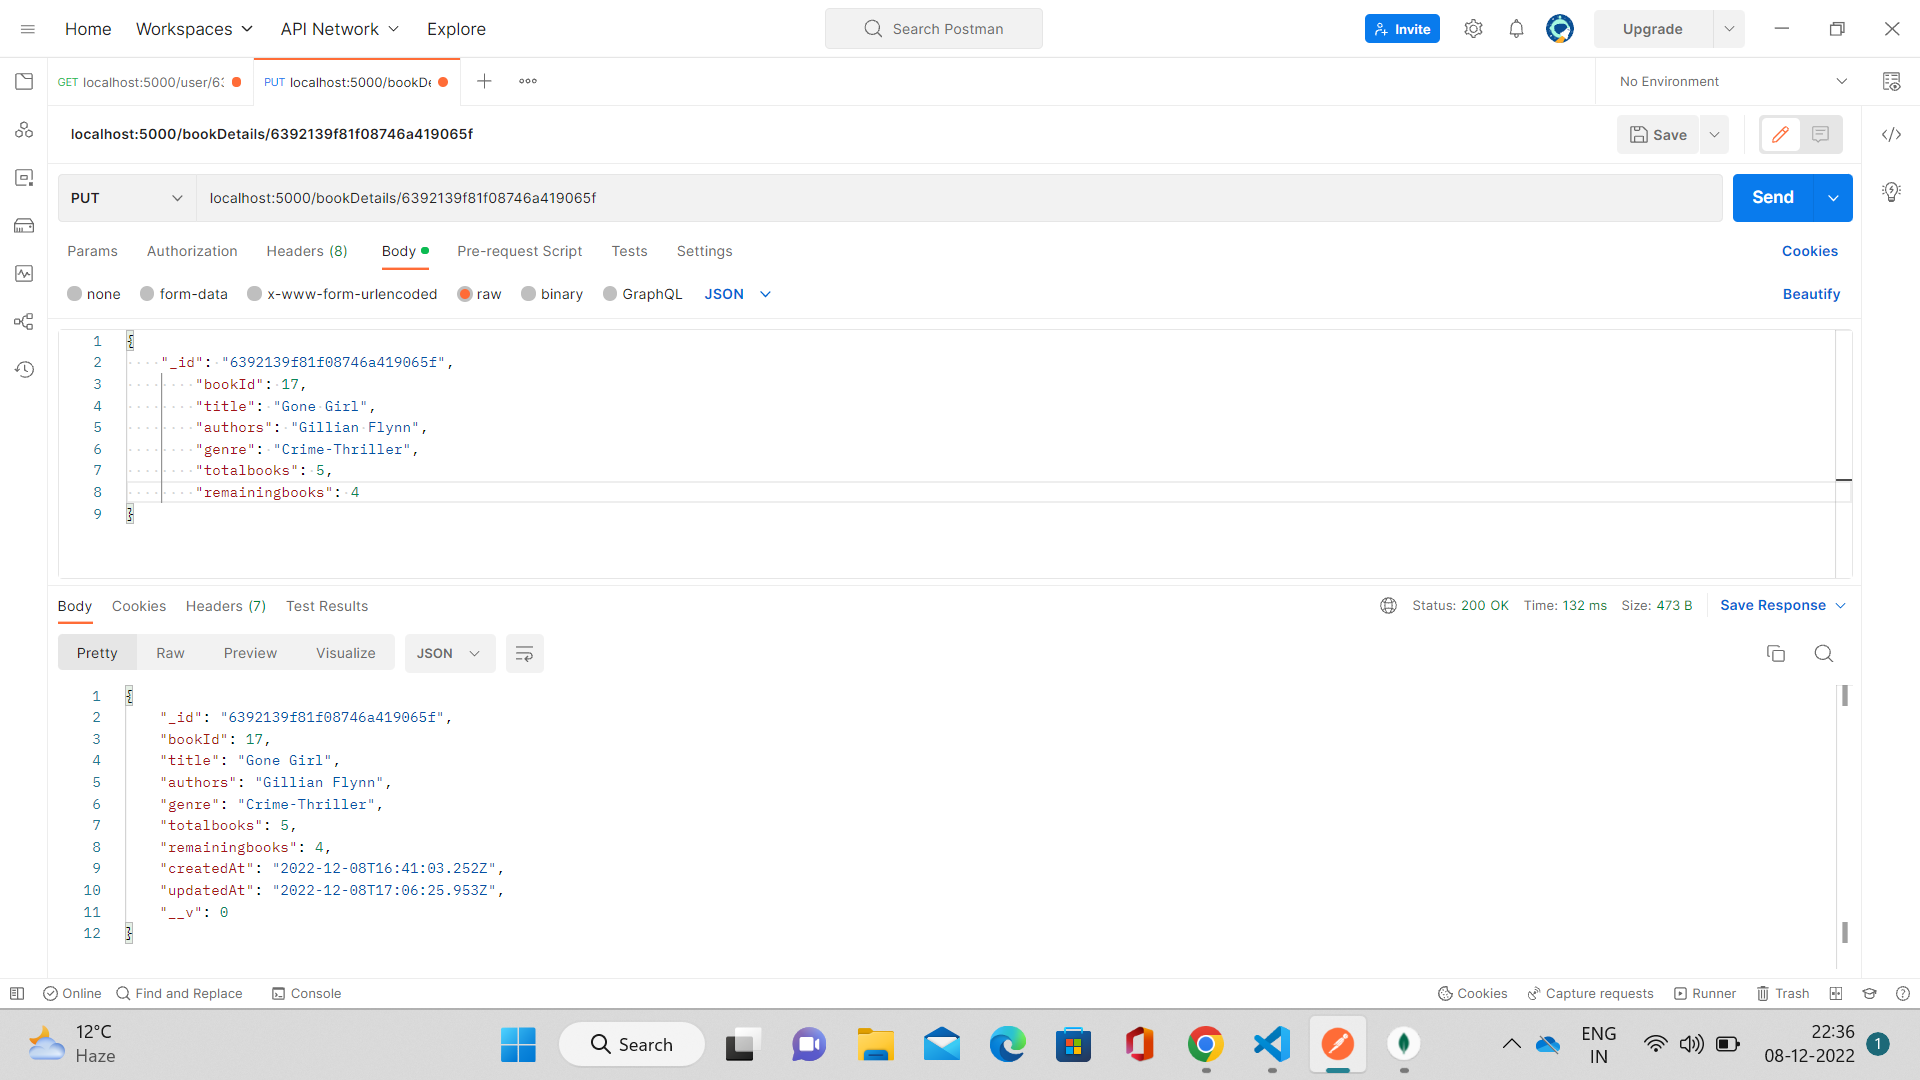 Home Workspaces API Network Explore Search Postman Invite Upgrade
GET localhost:5000/user/63 PUT localhost:5000/bookDe No Environment
localhost:5000/bookDetails/6392139f81f08746a419065f Save
PUT localhost:5000/bookDetails/6392139f81f08746a419065f Send
Params Authorization Headers (8) Body Pre-request Script Tests Settings Cookies
none form-data x-www-form-urlencoded raw binary GraphQL JSON Beautify
1 {
2 "_id": "6392139f81f08746a419065f",
3 "bookId": 17,
4 "title": "Gone Girl",
5 "authors": "Gillian Flynn",
6 "genre": "Crime-Thriller",
7 "totalbooks": 5,
8 "remainingbooks": 4
9 }
Body Cookies Headers (7) Test Results Status: 200 OK Time: 132 ms Size: 473 B Save Response
Pretty Raw Preview Visualize JSON
1 {
2 "_id": "6392139f81f08746a419065f",
3 "bookId": 17,
4 "title": "Gone Girl",
5 "authors": "Gillian Flynn",
6 "genre": "Crime-Thriller",
7 "totalbooks": 5,
8 "remainingbooks": 4,
9 "createdAt": "2022-12-08T16:41:03.252Z",
10 "updatedAt": "2022-12-08T17:06:25.953Z",
11 "__v": 0
12 }
Online Find and Replace Console Cookies Capture requests Runner Trash
12°C
Haze
Search
ENG
IN
22:36
08-12-2022
1